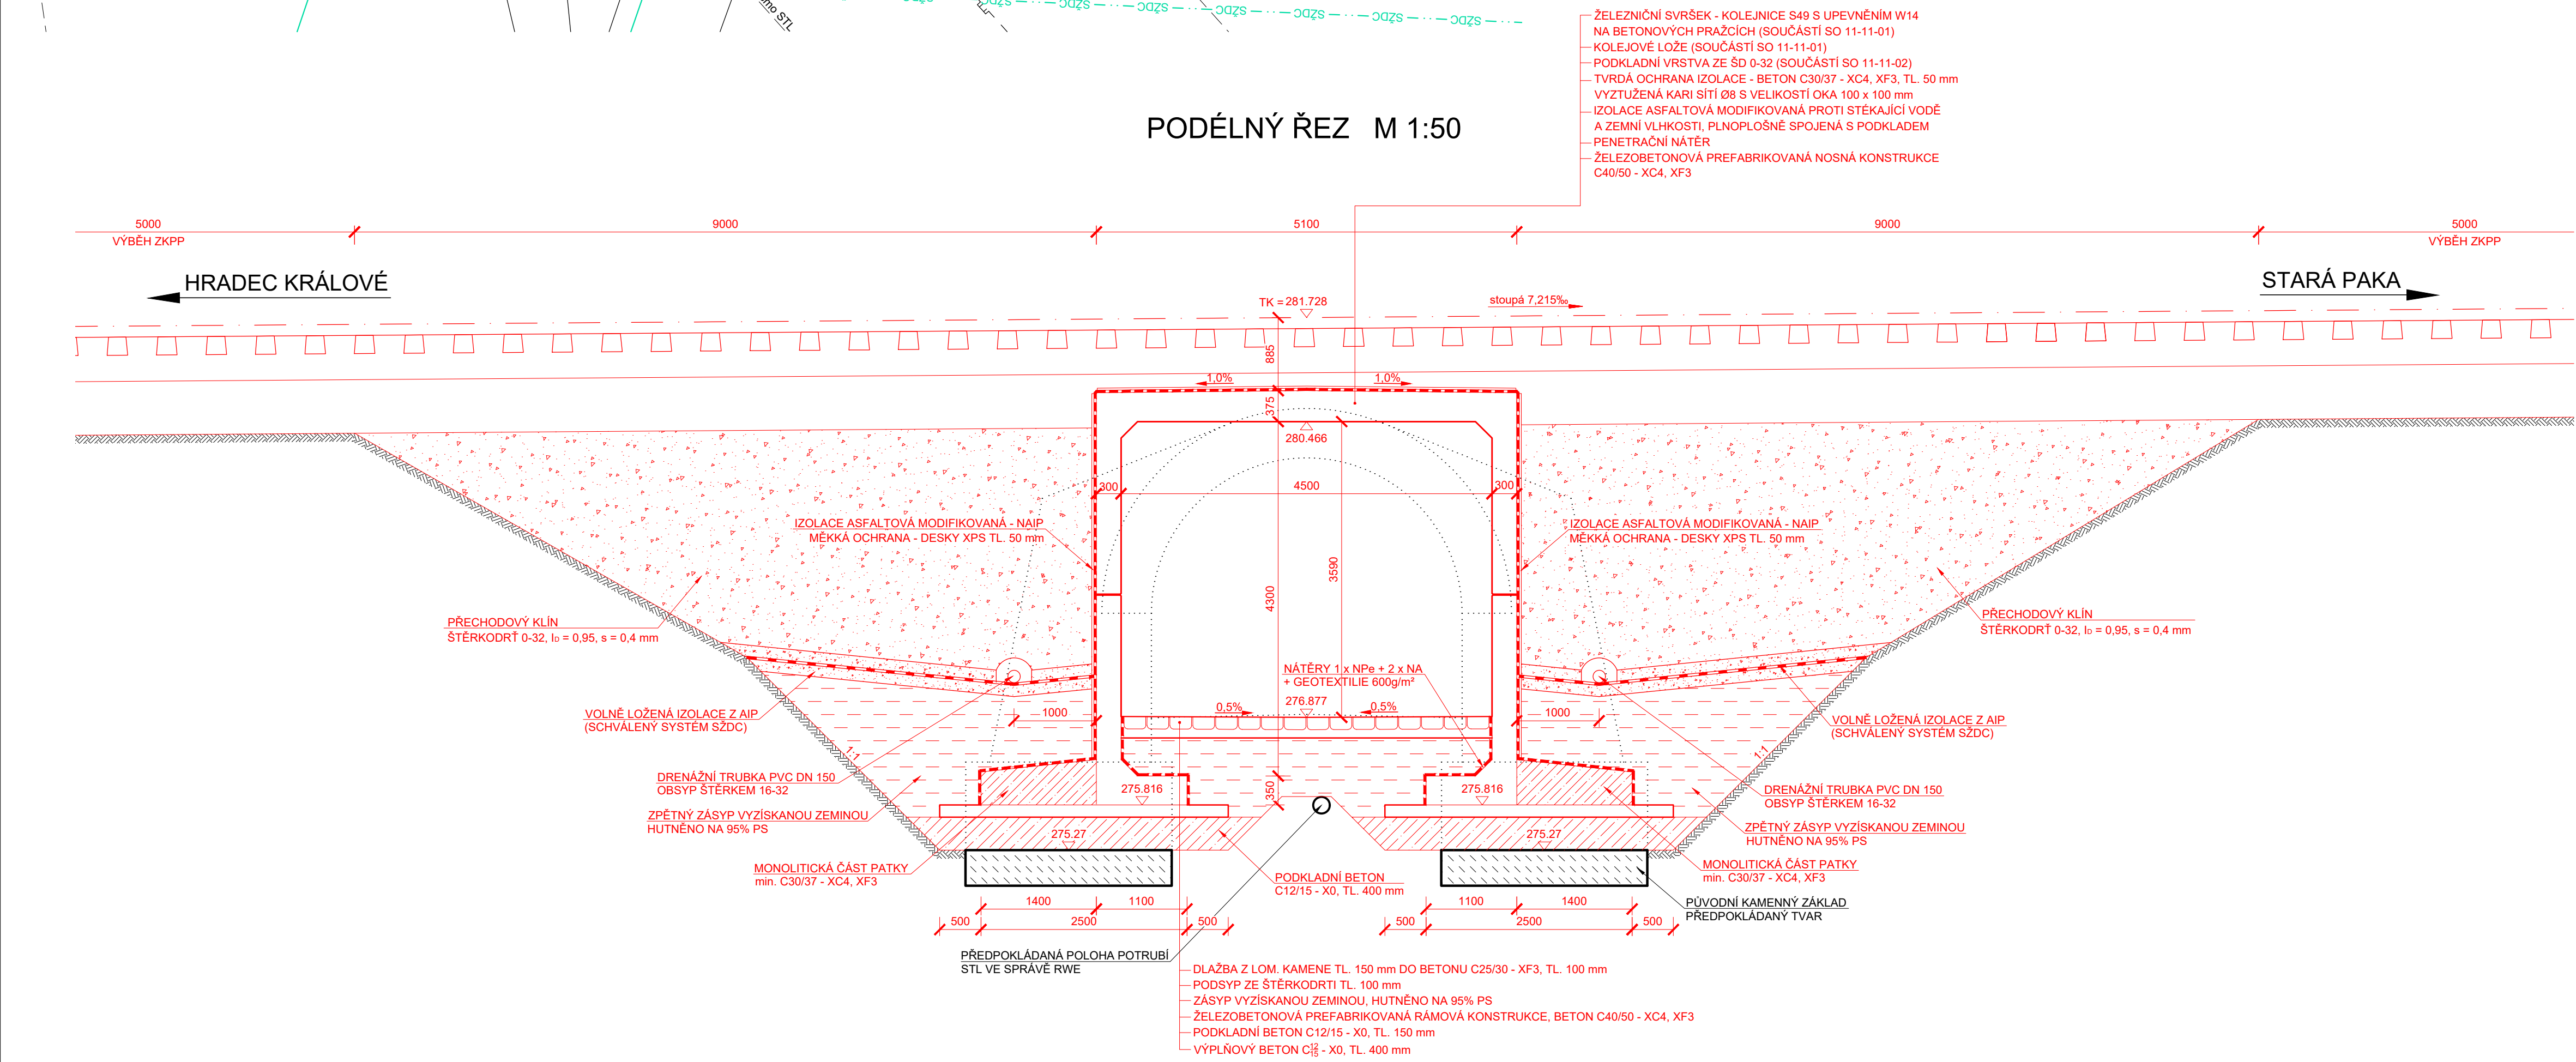 mo STL
SŽDC SŽDC SŽDC SŽDC SŽDC SŽDC SŽDC SŽDC
ŽELEZNIČNÍ SVRŠEK - KOLEJNICE S49 S UPEVNĚNÍM W14
NA BETONOVÝCH PRAŽCÍCH (SOUČÁSTÍ SO 11-11-01)
KOLEJOVÉ LOŽE (SOUČÁSTÍ SO 11-11-01)
PODKLADNÍ VRSTVA ZE ŠD 0-32 (SOUČÁSTÍ SO 11-11-02)
TVRDÁ OCHRANA IZOLACE - BETON C30/37 - XC4, XF3, TL. 50 mm
VYZTUŽENÁ KARI SÍTÍ Ø8 S VELIKOSTÍ OKA 100 x 100 mm
IZOLACE ASFALTOVÁ MODIFIKOVANÁ PROTI STÉKAJÍCÍ VODĚ
A ZEMNÍ VLHKOSTI, PLNOPLOŠNĚ SPOJENÁ S PODKLADEM
PENETRAČNÍ NÁTĚR
ŽELEZOBETONOVÁ PREFABRIKOVANÁ NOSNÁ KONSTRUKCE
C40/50 - XC4, XF3
PODÉLNÝ ŘEZ M 1:50
5000 9000 5100 9000 5000
VÝBĚH ZKPP VÝBĚH ZKPP
HRADEC KRÁLOVÉ STARÁ PAKA
TK = 281.728
stoupá 7,215‰
885
1,0% 1,0%
375
280.466
300 4500 300
IZOLACE ASFALTOVÁ MODIFIKOVANÁ - NAIP
MĚKKÁ OCHRANA - DESKY XPS TL. 50 mm
IZOLACE ASFALTOVÁ MODIFIKOVANÁ - NAIP
MĚKKÁ OCHRANA - DESKY XPS TL. 50 mm
4300 3590
PŘECHODOVÝ KLÍN
ŠTĚRKODRŤ 0-32, ID = 0,95, s = 0,4 mm
PŘECHODOVÝ KLÍN
ŠTĚRKODRŤ 0-32, ID = 0,95, s = 0,4 mm
NÁTĚRY 1 x NPe + 2 x NA
+ GEOTEXTILIE 600g/m²
276.877
0,5% 0,5%
1000 1000
VOLNĚ LOŽENÁ IZOLACE Z AIP
(SCHVÁLENÝ SYSTÉM SŽDC)
VOLNĚ LOŽENÁ IZOLACE Z AIP
(SCHVÁLENÝ SYSTÉM SŽDC)
1:1 1:1
DRENÁŽNÍ TRUBKA PVC DN 150
OBSYP ŠTĚRKEM 16-32
275.816 350 275.816
DRENÁŽNÍ TRUBKA PVC DN 150
OBSYP ŠTĚRKEM 16-32
ZPĚTNÝ ZÁSYP VYZÍSKANOU ZEMINOU
HUTNĚNO NA 95% PS
275.27 275.27
ZPĚTNÝ ZÁSYP VYZÍSKANOU ZEMINOU
HUTNĚNO NA 95% PS
MONOLITICKÁ ČÁST PATKY
min. C30/37 - XC4, XF3
MONOLITICKÁ ČÁST PATKY
min. C30/37 - XC4, XF3
PODKLADNÍ BETON
C12/15 - X0, TL. 400 mm
PŮVODNÍ KAMENNÝ ZÁKLAD
PŘEDPOKLÁDANÝ TVAR
1400 1100 1100 1400
500 2500 500 500 2500 500
PŘEDPOKLÁDANÁ POLOHA POTRUBÍ
STL VE SPRÁVĚ RWE
DLAŽBA Z LOM. KAMENE TL. 150 mm DO BETONU C25/30 - XF3, TL. 100 mm
PODSYP ZE ŠTĚRKODRTI TL. 100 mm
ZÁSYP VYZÍSKANOU ZEMINOU, HUTNĚNO NA 95% PS
ŽELEZOBETONOVÁ PREFABRIKOVANÁ RÁMOVÁ KONSTRUKCE, BETON C40/50 - XC4, XF3
PODKLADNÍ BETON C12/15 - X0, TL. 150 mm
VÝPLŇOVÝ BETON C12/15 - X0, TL. 400 mm